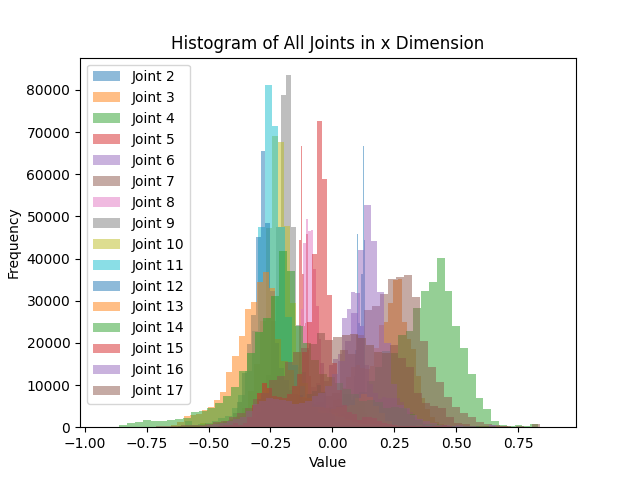 Histogram of All Joints in x Dimension
Joint 2
Joint 3
Joint 4
Joint 5
Joint 6
Joint 7
Joint 8
Joint 9
Joint 10
Joint 11
Joint 12
Joint 13
Joint 14
Joint 15
Joint 16
Joint 17
Frequency
80000
70000
60000
50000
40000
30000
20000
10000
0
−1.00 −0.75 −0.50 −0.25 0.00 0.25 0.50 0.75
Value